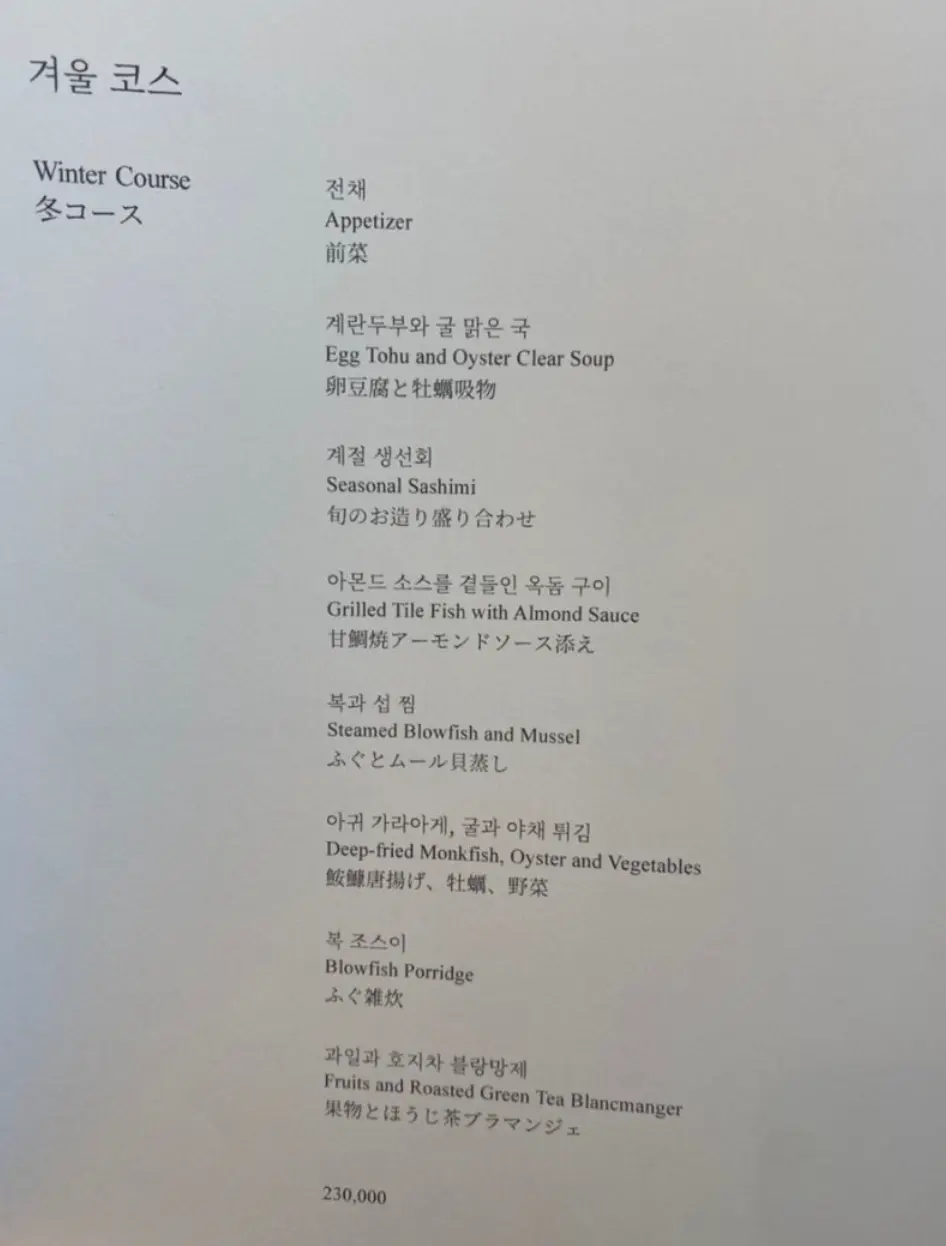 겨울 코스
Winter Course
冬コース
전채
Appetizer
前菜
계란두부와 굴 맑은 국
Egg Tohu and Oyster Clear Soup
卵豆腐と牡蠣吸物
계절 생선회
Seasonal Sashimi
旬のお造り盛り合わせ
아몬드 소스를 곁들인 옥돔 구이
Grilled Tile Fish with Almond Sauce
甘鯛焼アーモンドソース添え
복과 섭 찜
Steamed Blowfish and Mussel
ふぐとムール貝蒸し
아귀 가라아게, 굴과 야채 튀김
Deep-fried Monkfish, Oyster and Vegetables
鮟鱇唐揚げ、牡蠣、野菜
복 조스이
Blowfish Porridge
ふぐ雑炊
과일과 호지차 블랑망제
Fruits and Roasted Green Tea Blancmanger
果物とほうじ茶ブラマンジェ
230,000